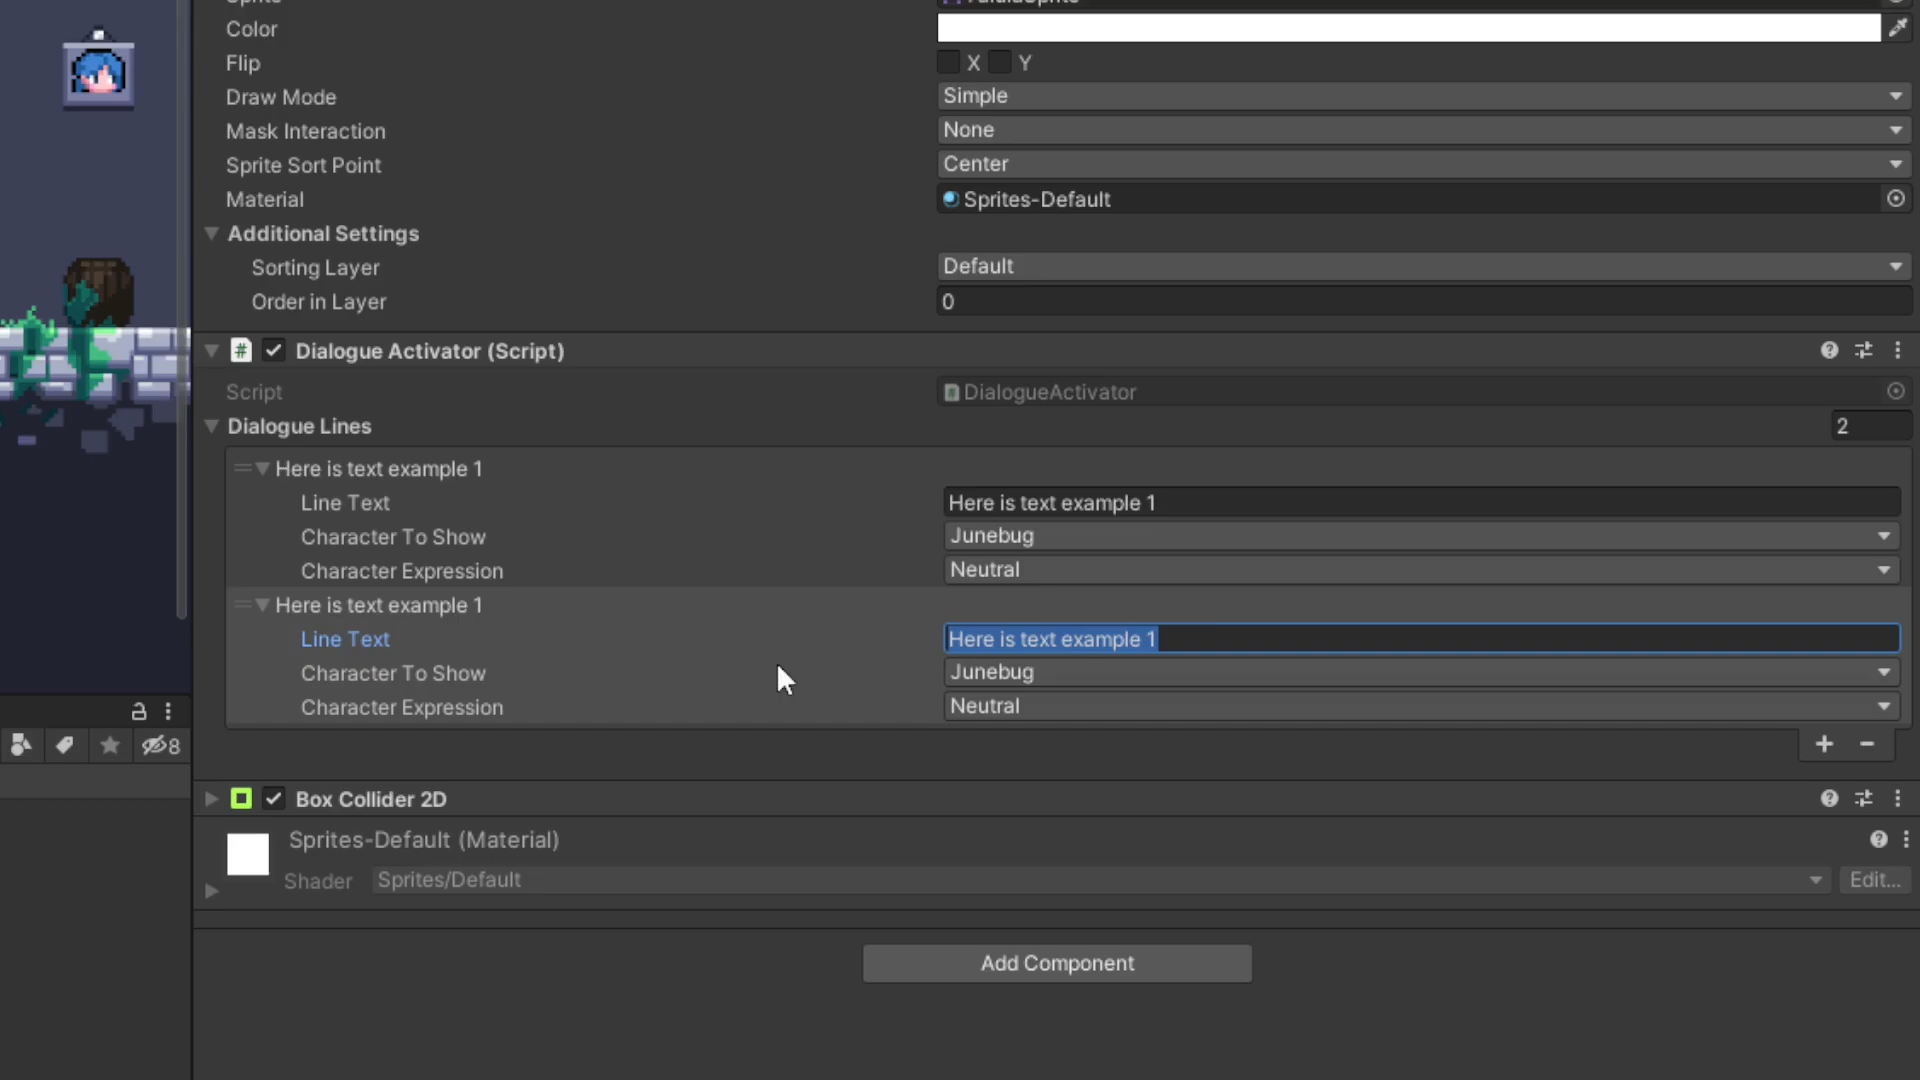 Color
Flip X Y
Draw Mode Simple
Mask Interaction None
Sprite Sort Point Center
Material Sprites-Default
Additional Settings
Sorting Layer Default
Order in Layer 0
# Dialogue Activator (Script)
Script DialogueActivator
Dialogue Lines 2
Here is text example 1
Line Text Here is text example 1
Character To Show Junebug
Character Expression Neutral
Here is text example 1
Line Text Here is text example 1
Character To Show Junebug
Character Expression Neutral
8
+ -
Box Collider 2D
Sprites-Default (Material)
Shader Sprites/Default Edit...
Add Component